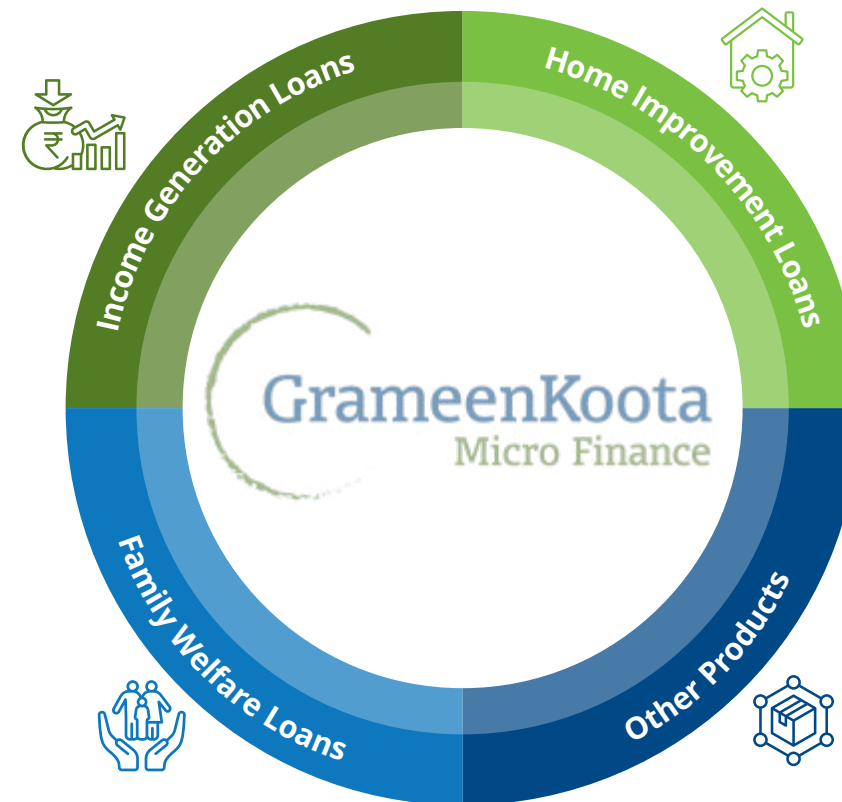 Income Generation Loans
Home Improvement Loans
₹
GrameenKoota
Micro Finance
Family Welfare Loans
Other Products